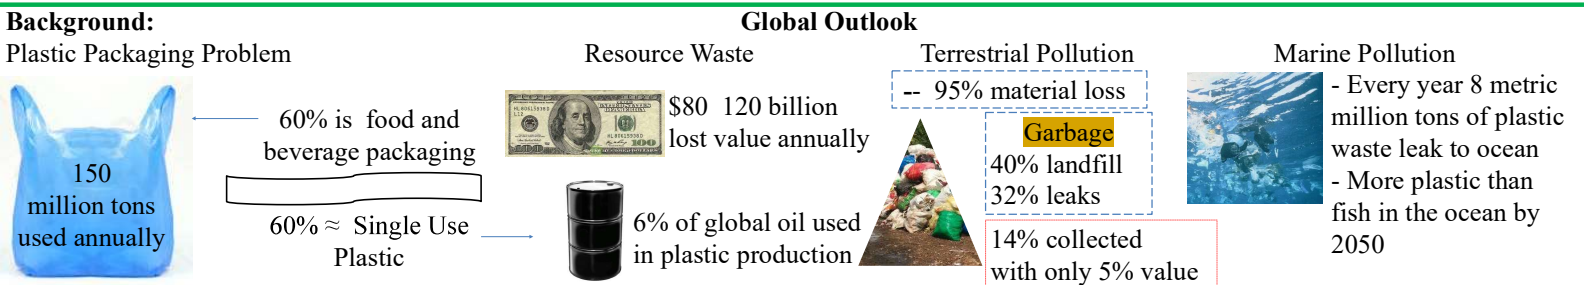 Background:
Global Outlook
Plastic Packaging Problem
Resource Waste
Terrestrial Pollution
Marine Pollution
150
million tons
used annually
60% is food and
beverage packaging
60% ≈ Single Use
Plastic
$80 120 billion
lost value annually
6% of global oil used
in plastic production
-- 95% material loss
Garbage
40% landfill
32% leaks
14% collected
with only 5% value
- Every year 8 metric
million tons of plastic
waste leak to ocean
- More plastic than
fish in the ocean by
2050